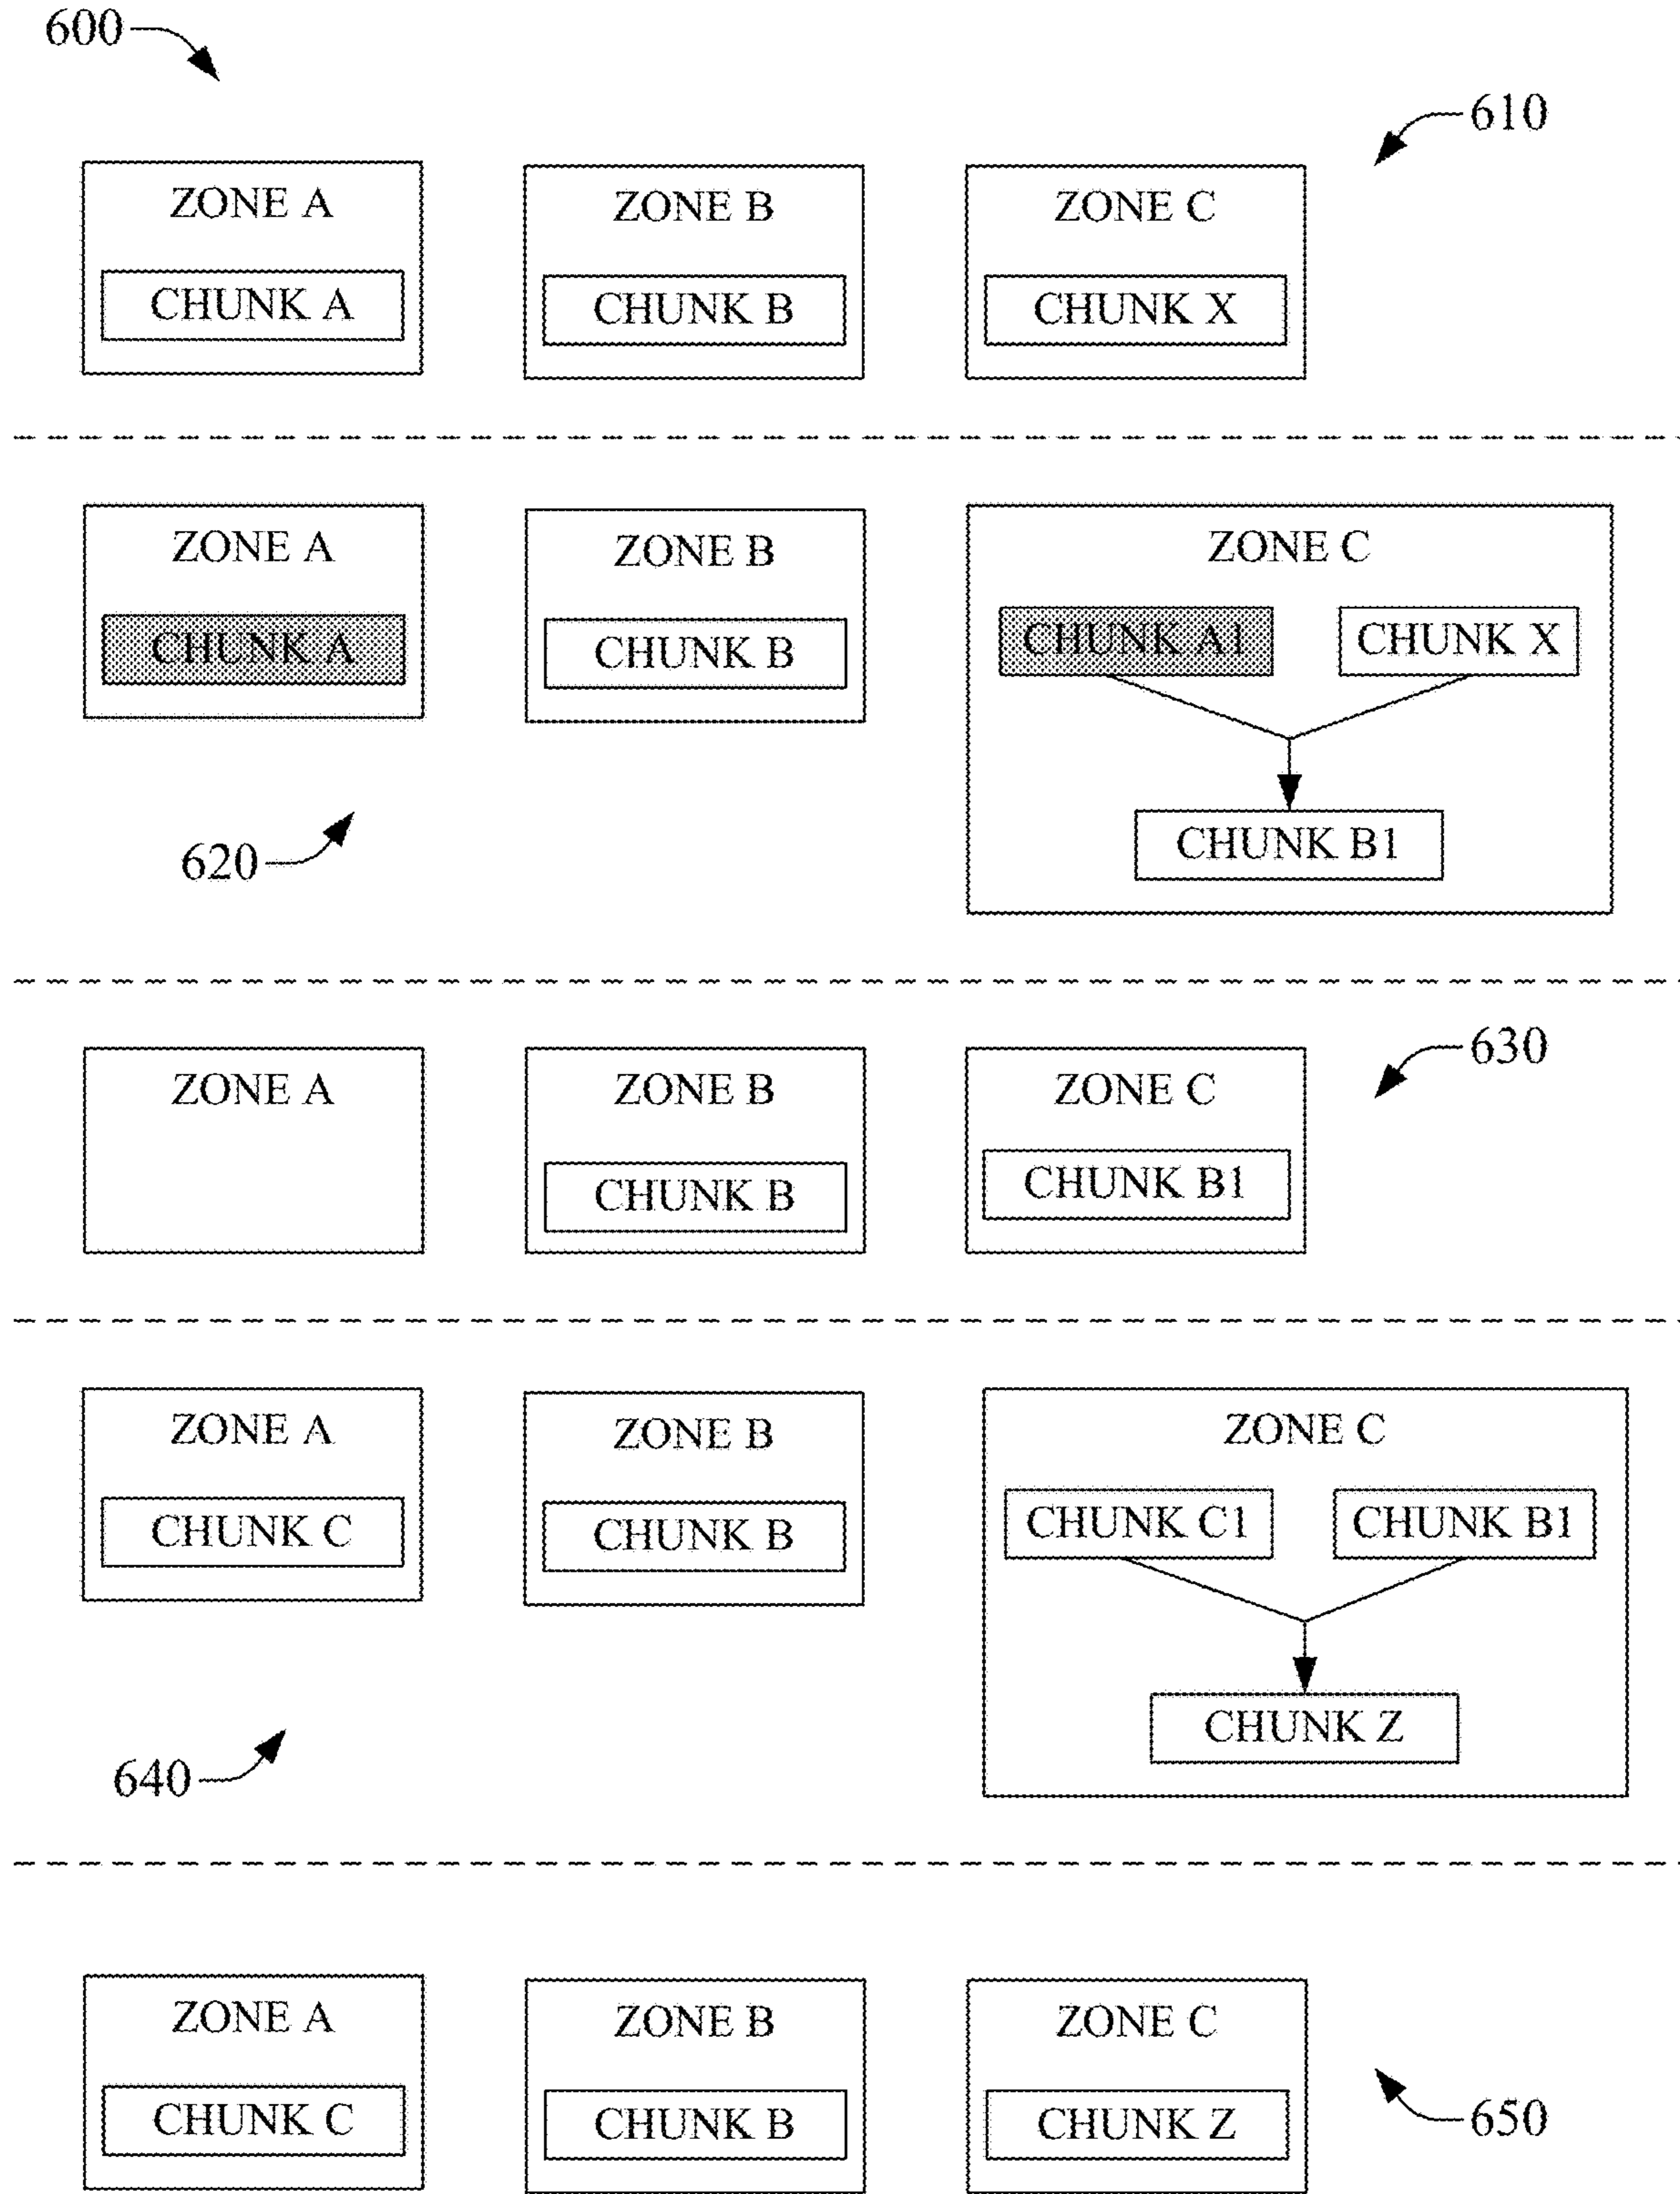 600
610
ZONE A
ZONE B
ZONE C
CHUNK A
CHUNK B
CHUNK X
ZONE A
ZONE B
ZONE C
CHUNK A
CHUNK B
CHUNK A1
CHUNK X
CHUNK B1
620
630
ZONE A
ZONE B
ZONE C
CHUNK B
CHUNK B1
ZONE A
ZONE B
ZONE C
CHUNK C
CHUNK B
CHUNK C1
CHUNK B1
CHUNK Z
640
ZONE A
ZONE B
ZONE C
CHUNK C
CHUNK B
CHUNK Z
650